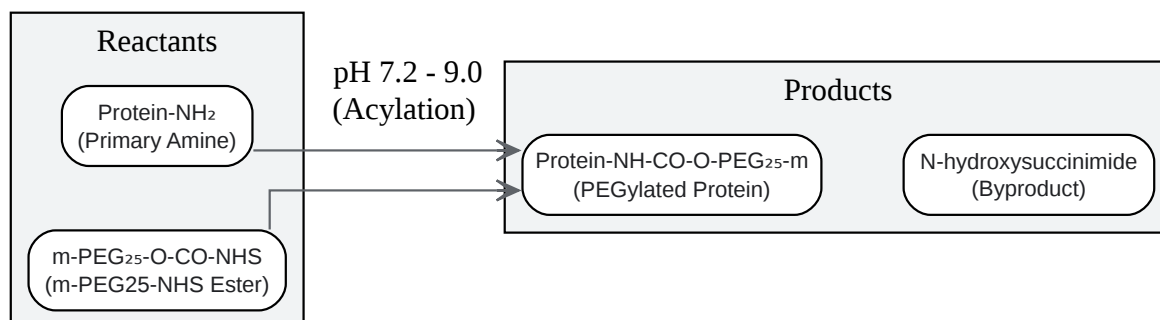 Reactants
Protein-NH₂
(Primary Amine)
m-PEG₂₅-O-CO-NHS
(m-PEG25-NHS Ester)
pH 7.2 - 9.0
(Acylation)
Products
Protein-NH-CO-O-PEG₂₅-m
(PEGylated Protein)
N-hydroxysuccinimide
(Byproduct)